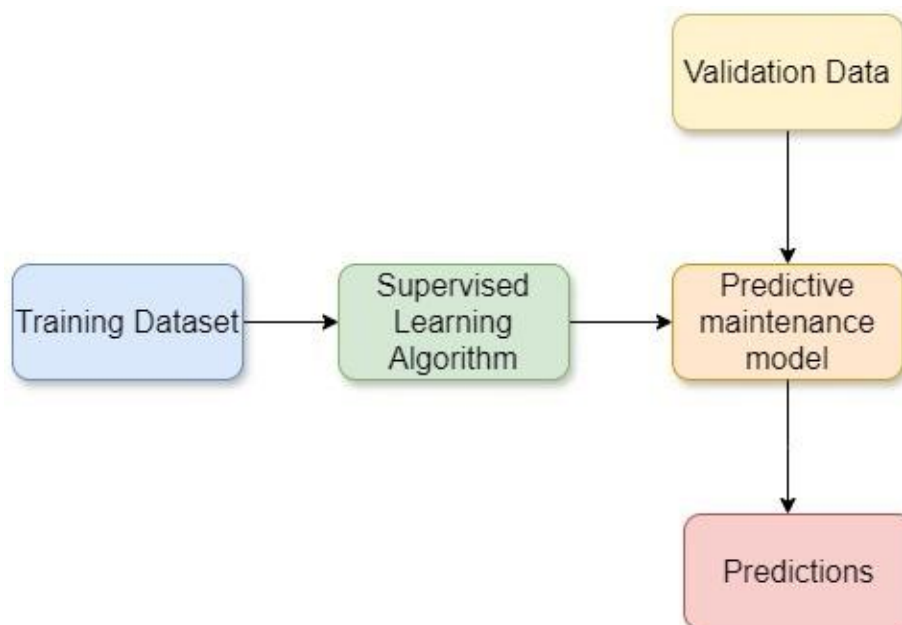 Validation Data
Training Dataset
Supervised
Learning
Algorithm
Predictive
maintenance
model
Predictions